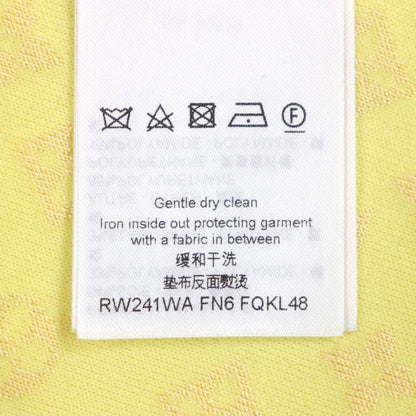 Gentle dry clean
Iron inside out protecting garment
with a fabric in between
缓和干洗
垫布反面熨烫
RW241WA FN6 FQKL48